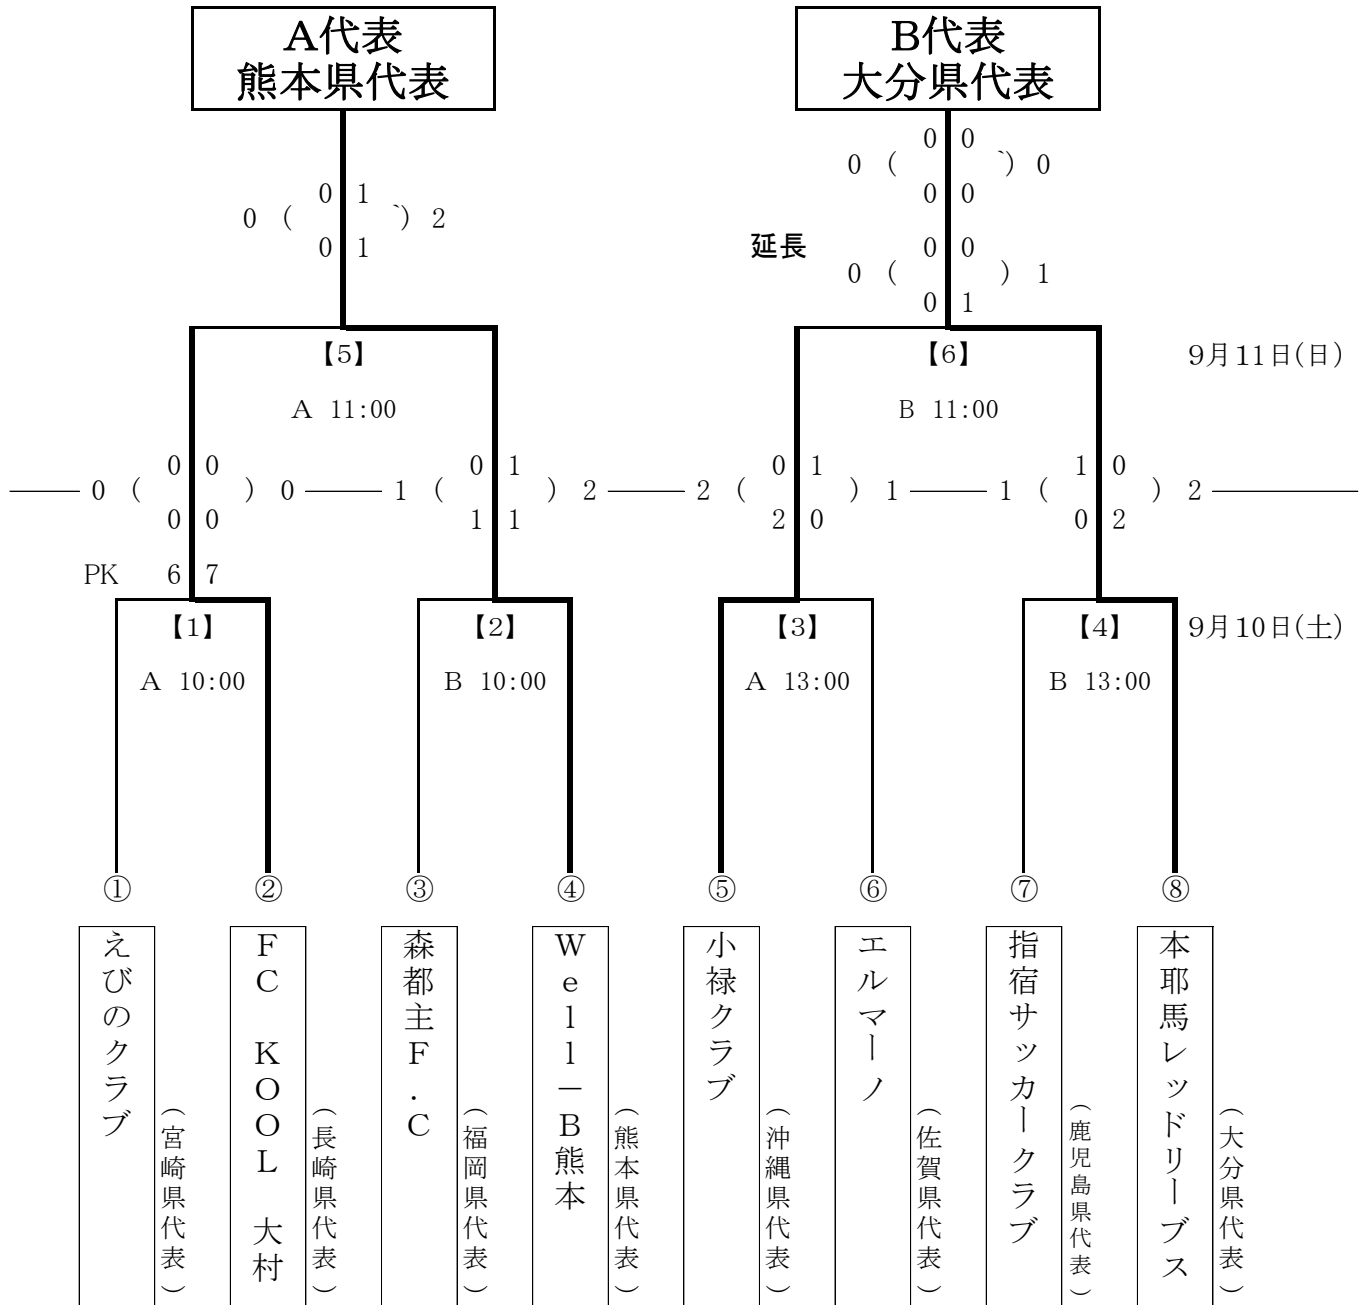 A代表
熊本県代表
B代表
大分県代表
0 0
0 ( ) 0
0 0
0 1
0 ( ) 2
0 1
延長
0 0
0 ( ) 1
0 1
【5】
A 11:00
【6】
B 11:00
9月11日(日)
0 0
0 ( ) 0
0 0
PK 6 7
0 1
1 ( ) 2
1 1
0 1
2 ( ) 1
2 0
1 0
1 ( ) 2
0 2
【1】
A 10:00
【2】
B 10:00
【3】
A 13:00
【4】
B 13:00
9月10日(土)
① ② ③ ④ ⑤ ⑥ ⑦ ⑧
えびのクラブ
(宮崎県代表)
FC KOOL 大村
(長崎県代表)
森都主F.C
(福岡県代表)
Well－B熊本
(熊本県代表)
小禄クラブ
(沖縄県代表)
エルマーノ
(佐賀県代表)
指宿サッカークラブ
(鹿児島県代表)
本耶馬レッドリーブス
(大分県代表)